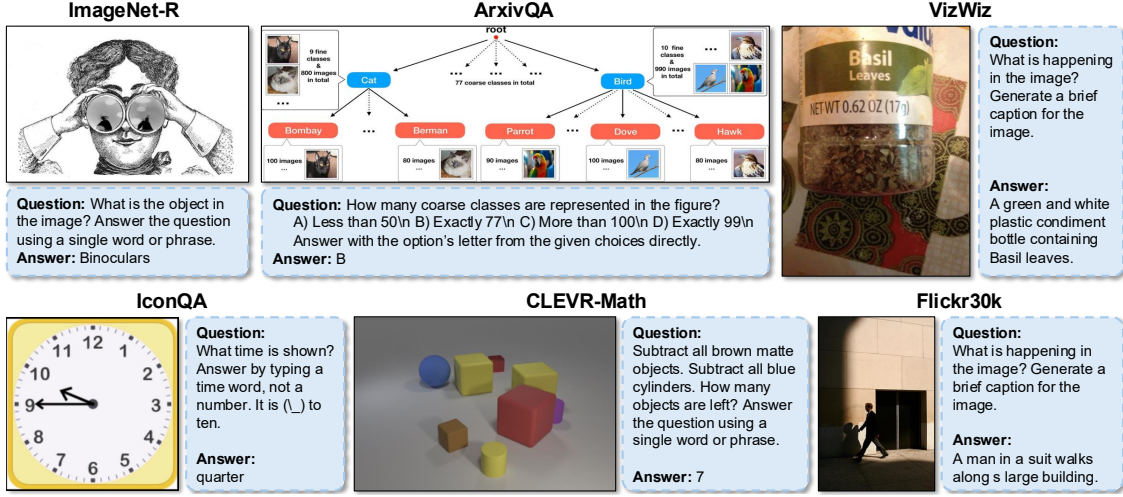 ImageNet-R
ArxivQA
VizWiz
root
9 fine
classes
&
800 images
in total
...
Cat
... ... ...
77 coarse classes in total
Bird
10 fine
classes
&
990 images
in total
...
Bombay
...
Berman
Parrot
...
Dove
...
Hawk
100 images
...
80 images
...
90 images
...
100 images
...
80 images
...
Basil
Leaves
NET WT 0.62 OZ (17g)
Question: What is the object in
the image? Answer the question
using a single word or phrase.
Answer: Binoculars
Question: How many coarse classes are represented in the figure?
A) Less than 50\n B) Exactly 77\n C) More than 100\n D) Exactly 99\n
Answer with the option's letter from the given choices directly.
Answer: B
Question:
What is happening
in the image?
Generate a brief
caption for the
image.
Answer:
A green and white
plastic condiment
bottle containing
Basil leaves.
IconQA
CLEVR-Math
Flickr30k
12
11 1
10 2
9 3
8 4
7 5
6
Question:
What time is shown?
Answer by typing a
time word, not a
number. It is (\_) to
ten.
Answer:
quarter
Question:
Subtract all brown matte
objects. Subtract all blue
cylinders. How many
objects are left? Answer
the question using a
single word or phrase.
Answer: 7
Question:
What is happening in
the image? Generate a
brief caption for the
image.
Answer:
A man in a suit walks
along s large building.